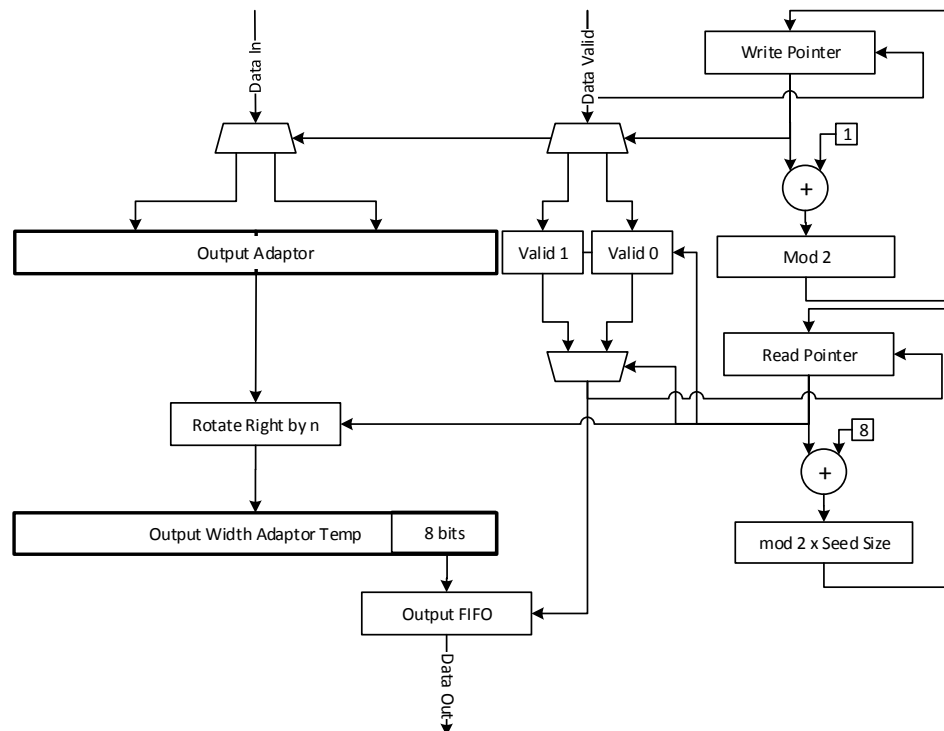 Data In
Data Valid
Write Pointer
1
+
Output Adaptor
Valid 1
Valid 0
Mod 2
Read Pointer
Rotate Right by n
8
+
Output Width Adaptor Temp
8 bits
mod 2 x Seed Size
Output FIFO
Data Out